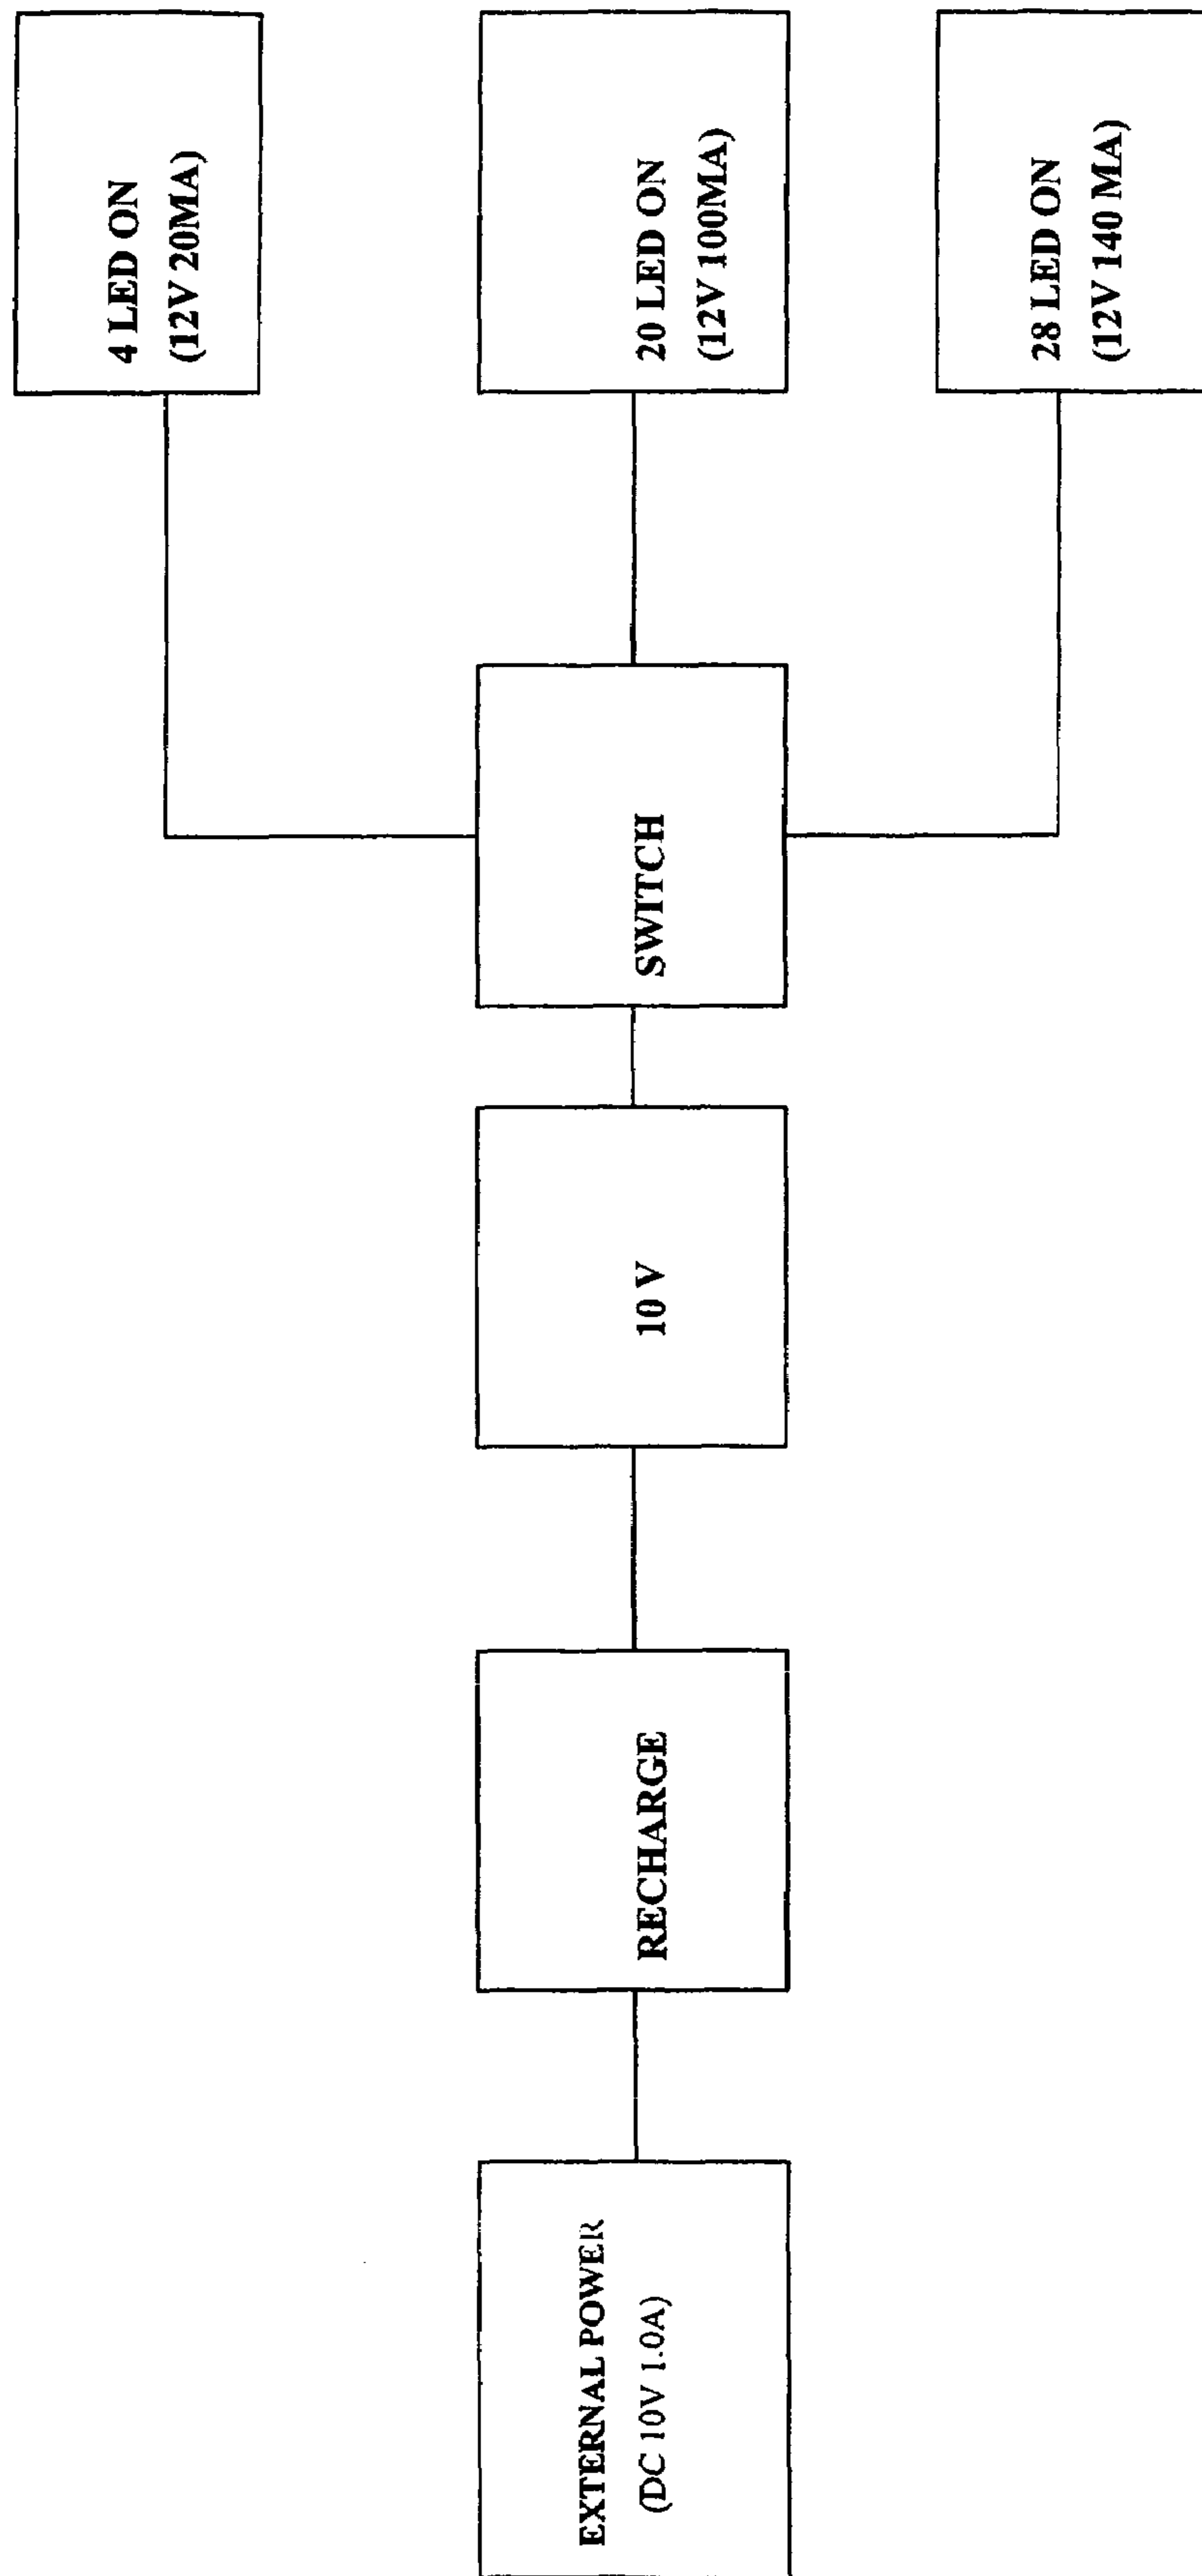 EXTERNAL POWER
(DC 10V 1.0A)
RECHARGE
10 V
SWITCH
4 LED ON
(12V 20MA)
20 LED ON
(12V 100MA)
28 LED ON
(12V 140 MA)